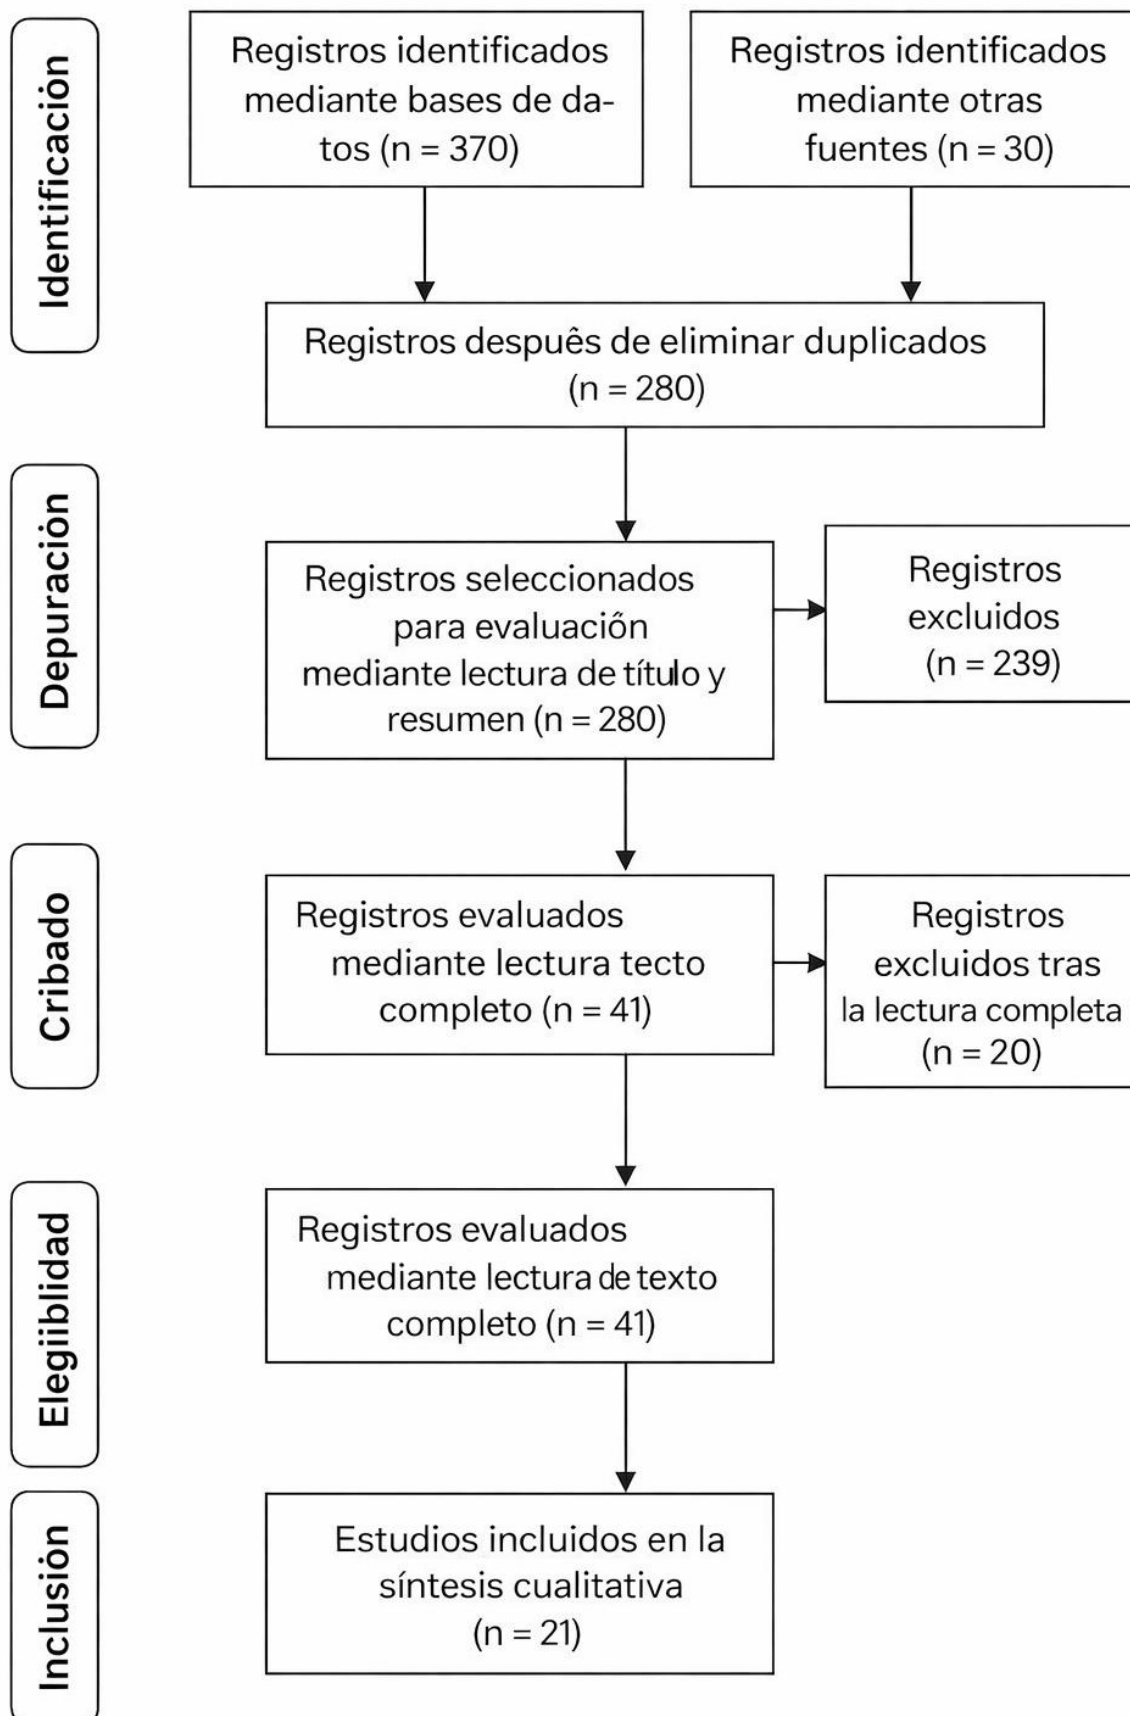 Identificación
Registros identificados
mediante bases de da-
tos (n = 370)
Registros identificados
mediante otras
fuentes (n = 30)
Registros despuês de eliminar duplicados
(n = 280)
Depuración
Registros seleccionados
para evaluación
mediante lectura de título y
resumen (n = 280)
Registros
excluidos
(n = 239)
Cribado
Registros evaluados
mediante lectura tecto
completo (n = 41)
Registros
excluidos tras
la lectura completa
(n = 20)
Elegiiblidad
Registros evaluados
mediante lectura de texto
completo (n = 41)
Inclusión
Estudios incluidos en la
síntesis cualitativa
(n = 21)